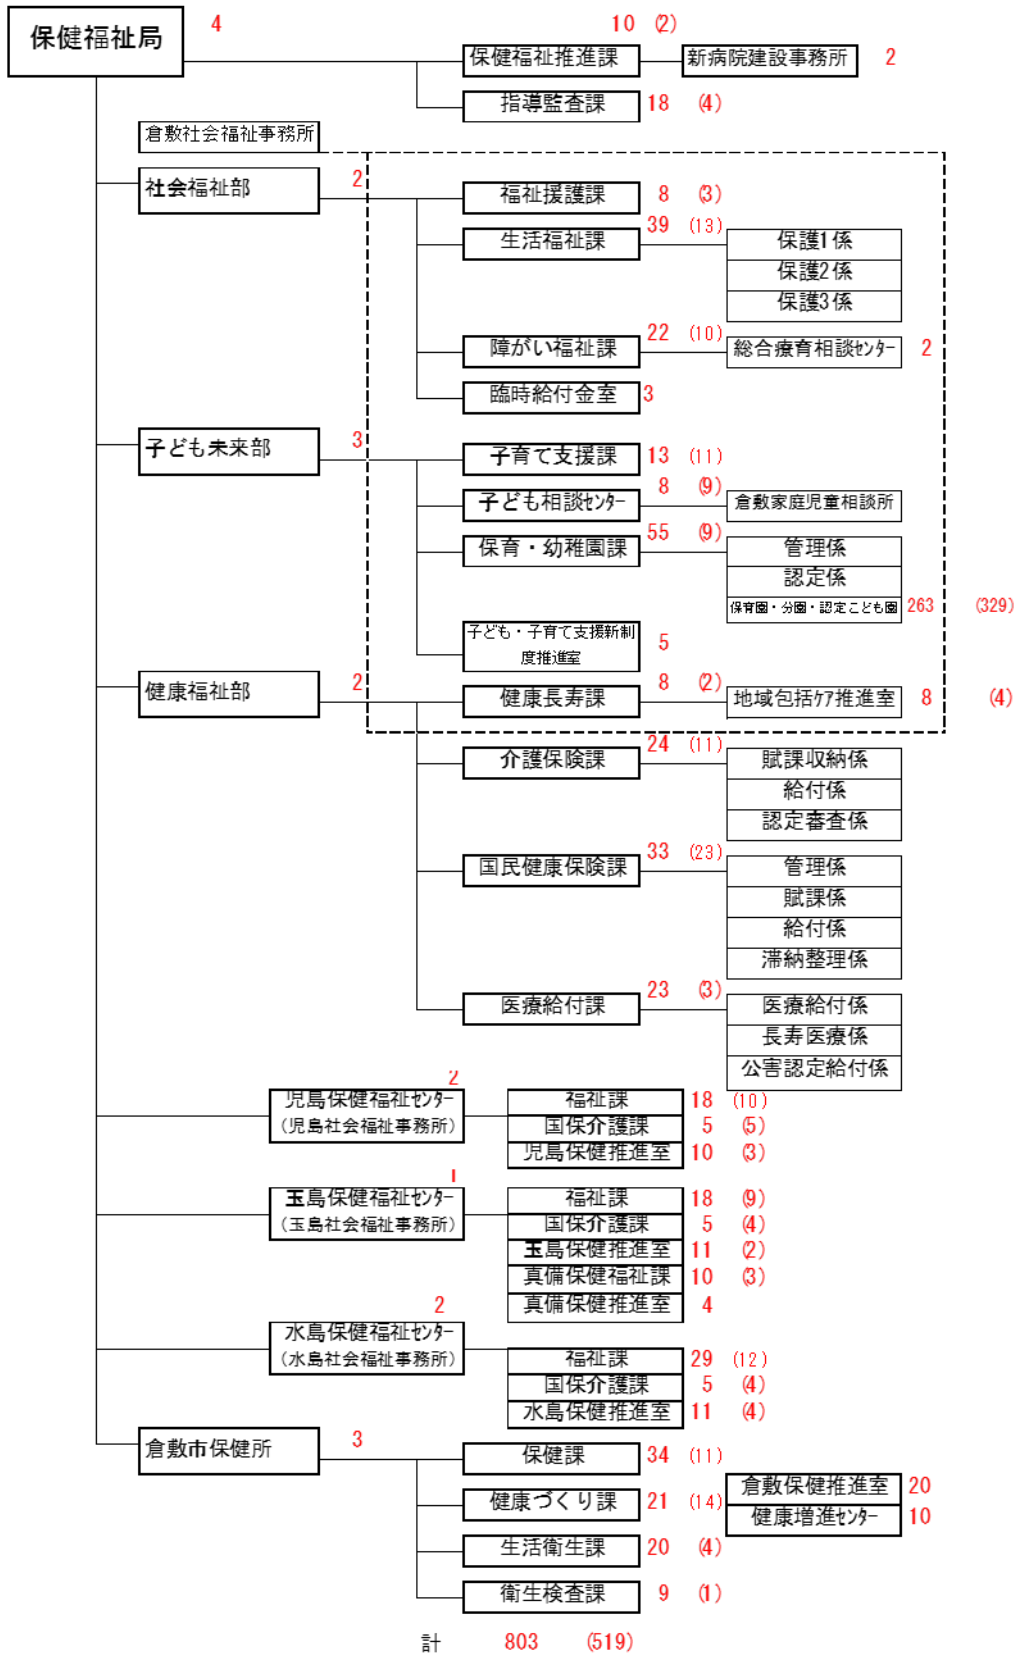 保健福祉局 4
10 (2)
保健福祉推進課 新病院建設事務所 2
指導監査課 18 (4)
倉敷社会福祉事務所
社会福祉部 2
福祉援護課 8 (3)
生活福祉課 39 (13) 保護1係
保護2係
保護3係
障がい福祉課 22 (10) 総合療育相談ｾﾝﾀｰ 2
臨時給付金室 3
子ども未来部 3
子育て支援課 13 (11)
子ども相談ｾﾝﾀｰ 8 (9) 倉敷家庭児童相談所
保育・幼稚園課 55 (9) 管理係
認定係
保育園・分園・認定こども園 263 (329)
子ども・子育て支援新制
度推進室 5
健康福祉部 2
健康長寿課 8 (2) 地域包括ｹｱ推進室 8 (4)
介護保険課 24 (11) 賦課収納係
給付係
認定審査係
国民健康保険課 33 (23) 管理係
賦課係
給付係
滞納整理係
医療給付課 23 (3) 医療給付係
長寿医療係
公害認定給付係
2
児島保健福祉ｾﾝﾀｰ 福祉課 18 (10)
(児島社会福祉事務所) 国保介護課 5 (5)
児島保健推進室 10 (3)
1
玉島保健福祉ｾﾝﾀｰ 福祉課 18 (9)
(玉島社会福祉事務所) 国保介護課 5 (4)
玉島保健推進室 11 (2)
真備保健福祉課 10 (3)
真備保健推進室 4
2
水島保健福祉ｾﾝﾀｰ
(水島社会福祉事務所) 福祉課 29 (12)
国保介護課 5 (4)
水島保健推進室 11 (4)
倉敷市保健所 3
保健課 34 (11)
倉敷保健推進室 20
健康づくり課 21 (14)
健康増進ｾﾝﾀｰ 10
生活衛生課 20 (4)
衛生検査課 9 (1)
計 803 (519)